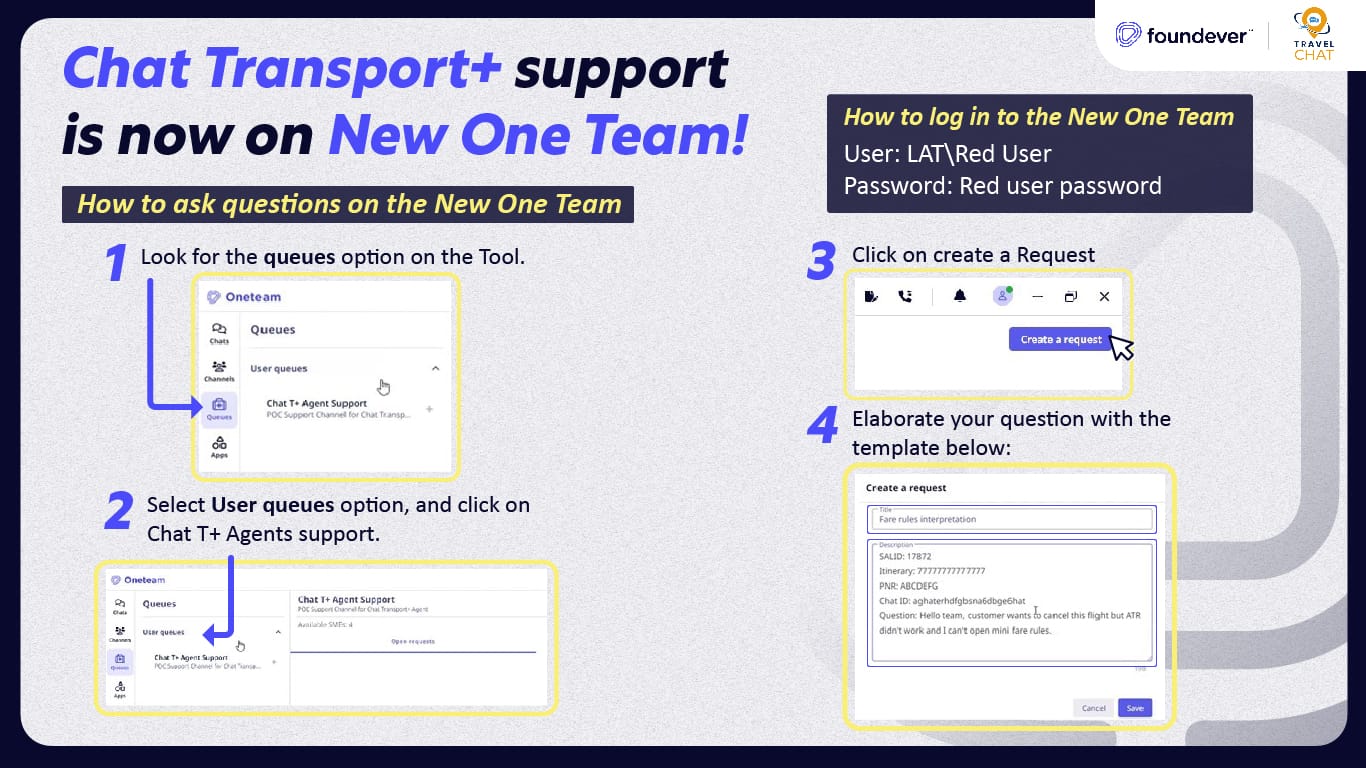 foundever
TRAVEL
CHAT
Chat Transport+ support
is now on New One Team!
How to log in to the New One Team
User: LAT\Red User
Password: Red user password
How to ask questions on the New One Team
1 Look for the queues option on the Tool.
Oneteam
Chats
Channels
Queues
Apps
Queues
User queues
Chat T+ Agent Support
POC Support Channel for Chat Transp...
2 Select User queues option, and click on
Chat T+ Agents support.
Oneteam
Chats
Channels
Queues
Apps
Queues
User queues
Chat T+ Agent Support
POC Support Channel for Chat Transp...
Chat T+ Agent Support
POC Support Channel for Chat Transport+ Agent
Available SMEs: 4
Open requests
3 Click on create a Request
Create a request
4 Elaborate your question with the
template below:
Create a request
Title
Fare rules interpretation
Description
SALID: 17872
Itinerary: 77777777777777
PNR: ABCDEFG
Chat ID: aghaterhdfgbsna6dbge6hat
Question: Hello team, customer wants to cancel this flight but ATR
didn't work and I can't open mini fare rules.
Cancel Save